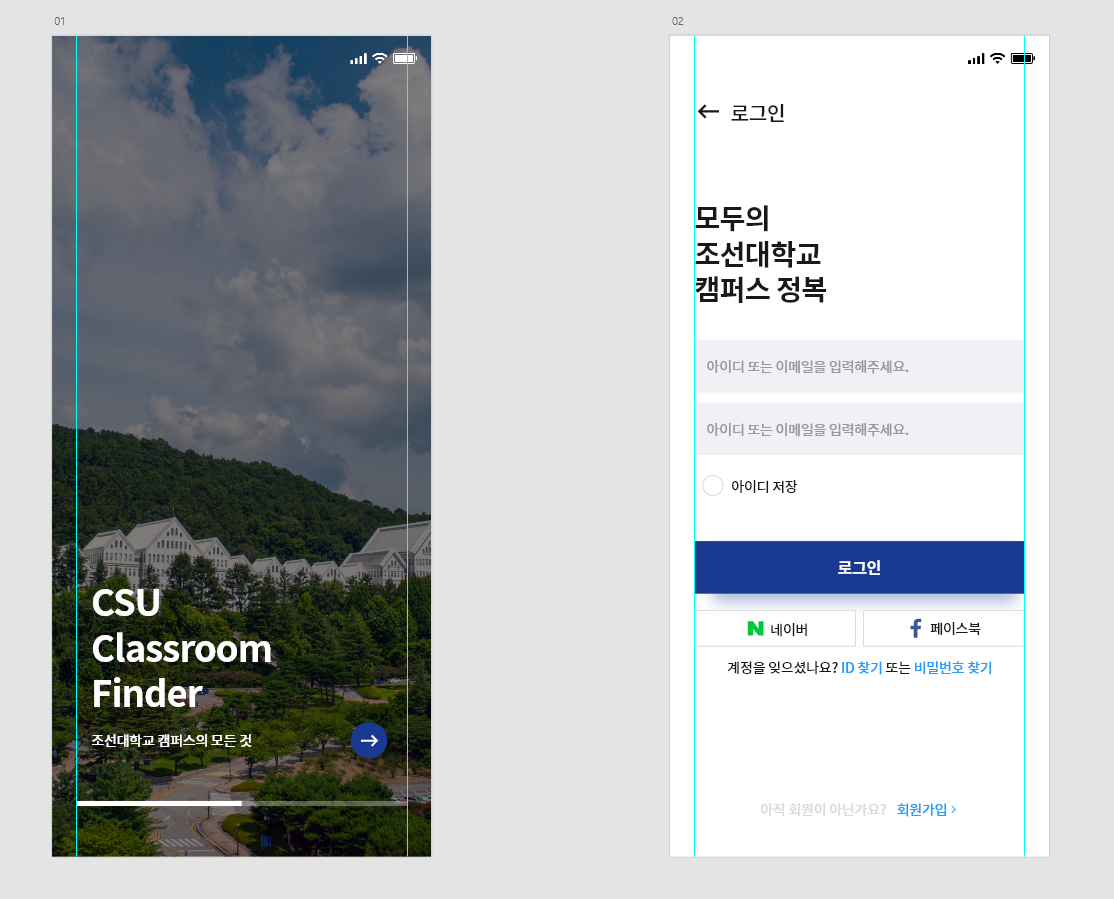 01
CSU
Classroom
Finder
조선대학교 캠퍼스의 모든 것
02
로그인
모두의
조선대학교
캠퍼스 정복
아이디 또는 이메일을 입력해주세요.
아이디 또는 이메일을 입력해주세요.
아이디 저장
로그인
N 네이버
f 페이스북
계정을 잊으셨나요? ID 찾기 또는 비밀번호 찾기
아직 회원이 아닌가요? 회원가입 >